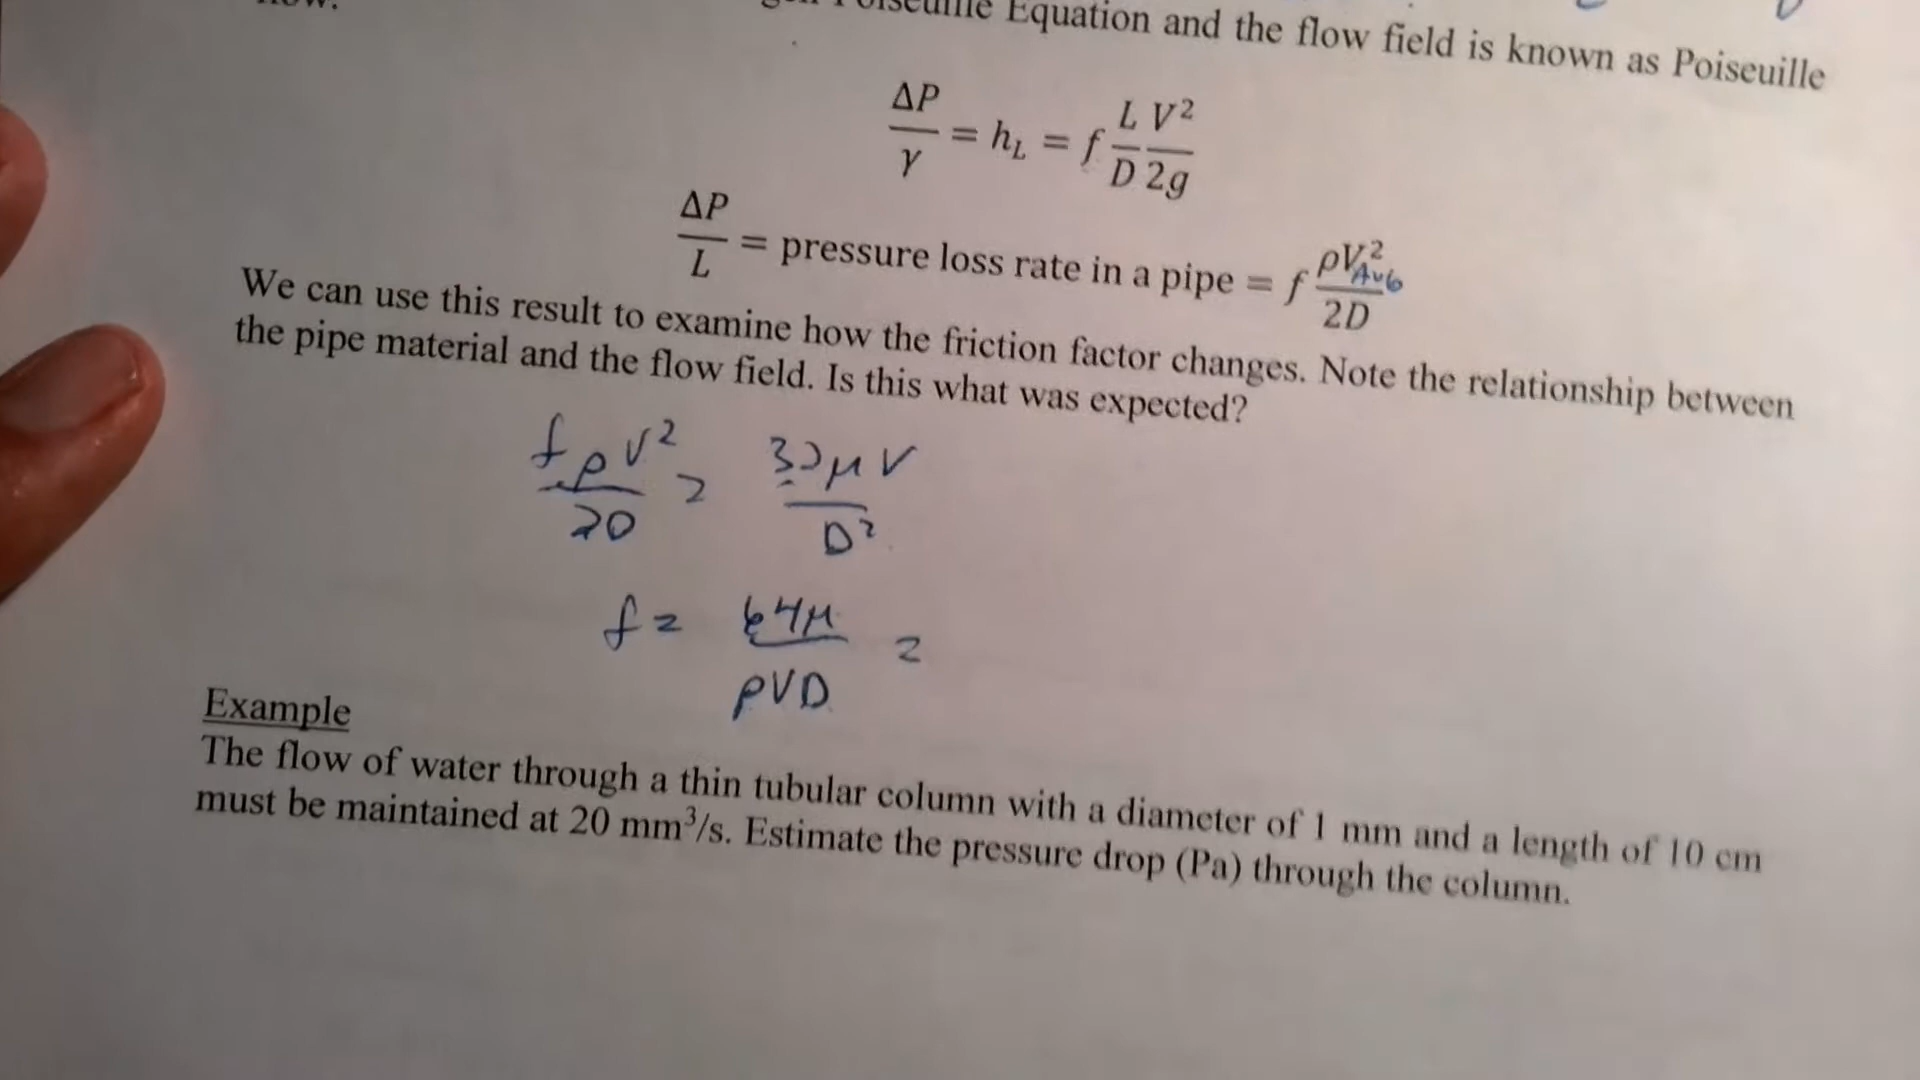 Equation and the flow field is known as Poiseuille
ΔP/γ = h_L = f L/D V²/2g
ΔP/L = pressure loss rate in a pipe = f ρV²_AVG/2D
We can use this result to examine how the friction factor changes. Note the relationship between
the pipe material and the flow field. Is this what was expected?
fρV²/2D = 32μV/D²
f = 64μ/ρVD =
Example
The flow of water through a thin tubular column with a diameter of 1 mm and a length of 10 cm
must be maintained at 20 mm³/s. Estimate the pressure drop (Pa) through the column.